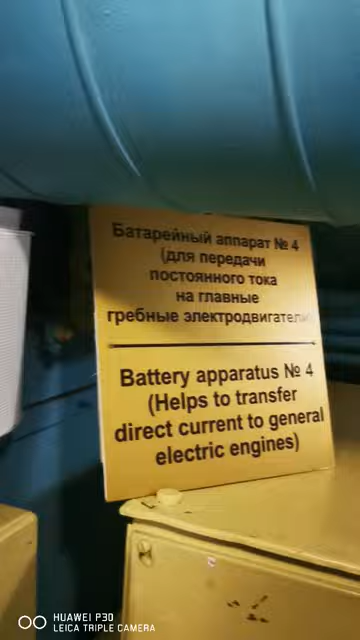 Батарейный аппарат № 4
(для передачи
постоянного тока
на главные
гребные электродвигатели)
Battery apparatus № 4
(Helps to transfer
direct current to general
electric engines)
HUAWEI P30
LEICA TRIPLE CAMERA